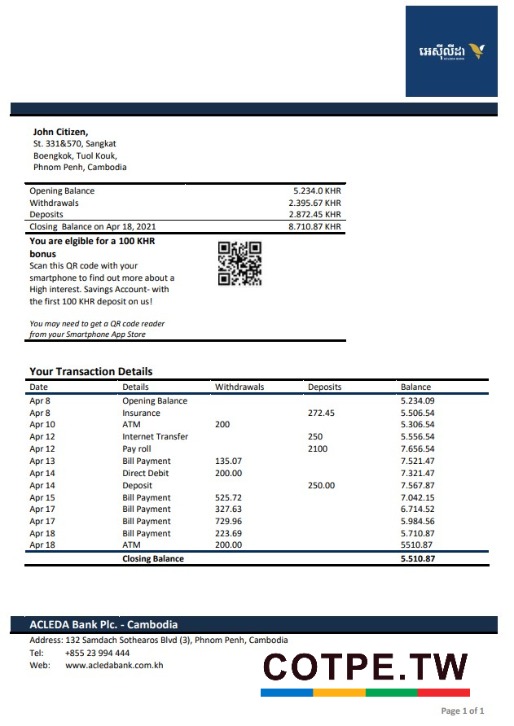 អេស៊ីលីដា
ACLEDA BANK
John Citizen,
St. 331&570, Sangkat
Boengkok, Tuol Kouk,
Phnom Penh, Cambodia
Opening Balance 5.234.0 KHR
Withdrawals 2.395.67 KHR
Deposits 2.872.45 KHR
Closing Balance on Apr 18, 2021 8.710.87 KHR
You are elgible for a 100 KHR
bonus
Scan this QR code with your
smartphone to find out more about a
High interest. Savings Account- with
the first 100 KHR deposit on us!
You may need to get a QR code reader
from your Smartphone App Store
Your Transaction Details
Date Details Withdrawals Deposits Balance
Apr 8 Opening Balance 5.234.09
Apr 8 Insurance 272.45 5.506.54
Apr 10 ATM 200 5.306.54
Apr 12 Internet Transfer 250 5.556.54
Apr 12 Pay roll 2100 7.656.54
Apr 13 Bill Payment 135.07 7.521.47
Apr 14 Direct Debit 200.00 7.321.47
Apr 14 Deposit 250.00 7.567.87
Apr 15 Bill Payment 525.72 7.042.15
Apr 17 Bill Payment 327.63 6.714.52
Apr 17 Bill Payment 729.96 5.984.56
Apr 18 Bill Payment 223.69 5.710.87
Apr 18 ATM 200.00 5510.87
Closing Balance 5.510.87
ACLEDA Bank Plc. - Cambodia
Address: 132 Samdach Sothearos Blvd (3), Phnom Penh, Cambodia
Tel: +855 23 994 444
Web: www.acledabank.com.kh
COTPE.TW
Page 1 of 1